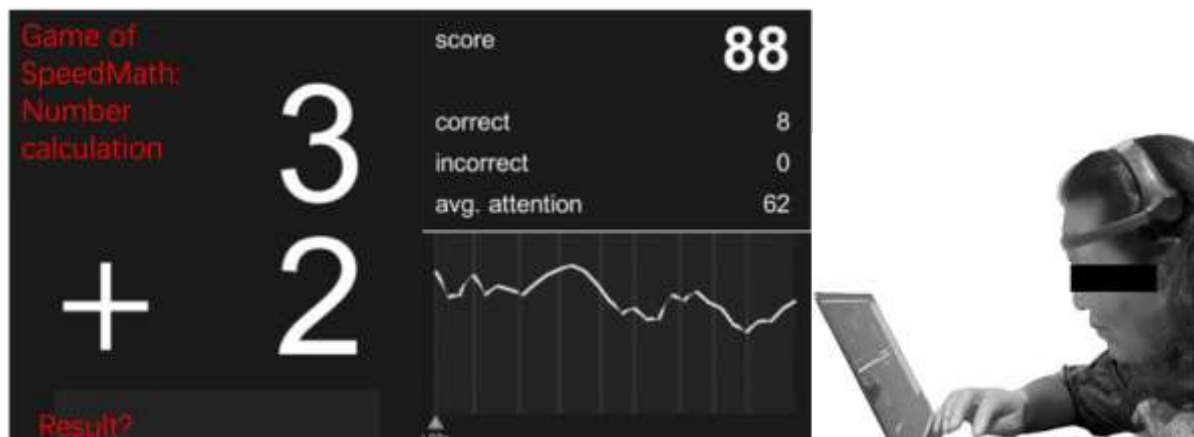 Game of
SpeedMath:
Number
calculation
3
+ 2
Result?
score 88
correct 8
incorrect 0
avg. attention 62